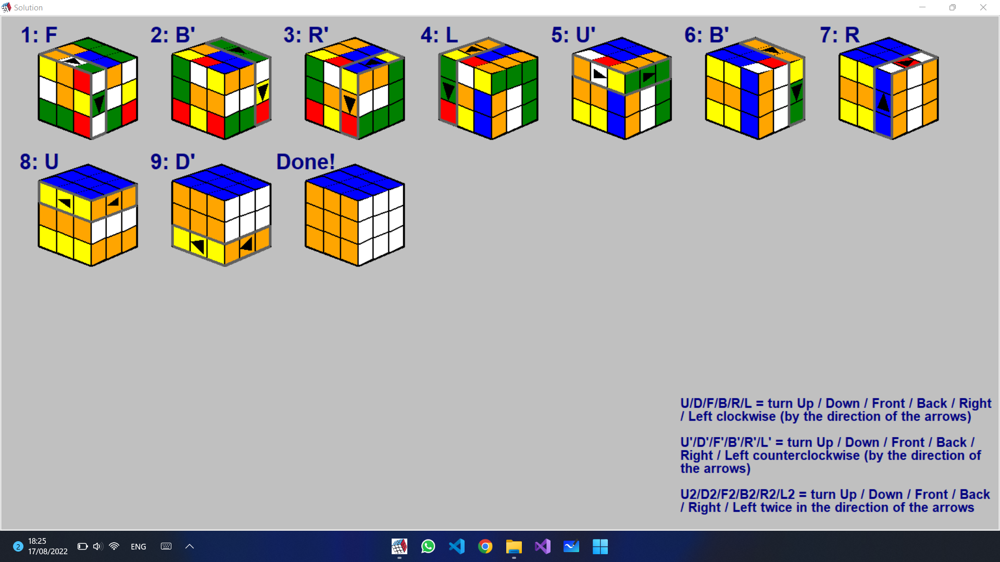 Solution
1: F
2: B'
3: R'
4: L
5: U'
6: B'
7: R
8: U
9: D'
Done!
U/D/F/B/R/L = turn Up / Down / Front / Back / Right
/ Left clockwise (by the direction of the arrows)
U'/D'/F'/B'/R'/L' = turn Up / Down / Front / Back /
Right / Left counterclockwise (by the direction of
the arrows)
U2/D2/F2/B2/R2/L2 = turn Up / Down / Front / Back
/ Right / Left twice in the direction of the arrows
2
18:25
17/08/2022
ENG